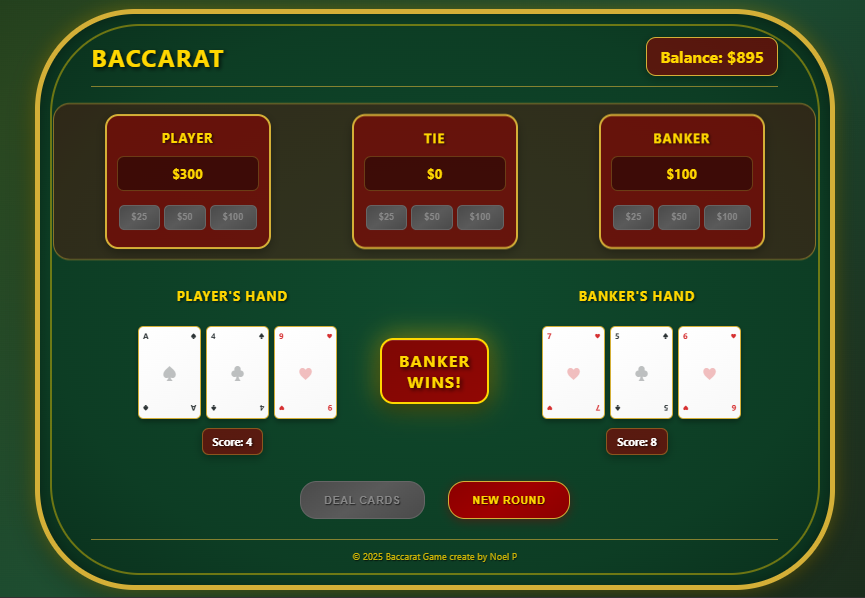 BACCARAT
Balance: $895
PLAYER
$300
$25 $50 $100
TIE
$0
$25 $50 $100
BANKER
$100
$25 $50 $100
PLAYER'S HAND
A
A
4
4
9
9
Score: 4
BANKER
WINS!
BANKER'S HAND
7
7
5
5
6
6
Score: 8
DEAL CARDS
NEW ROUND
© 2025 Baccarat Game create by Noel P